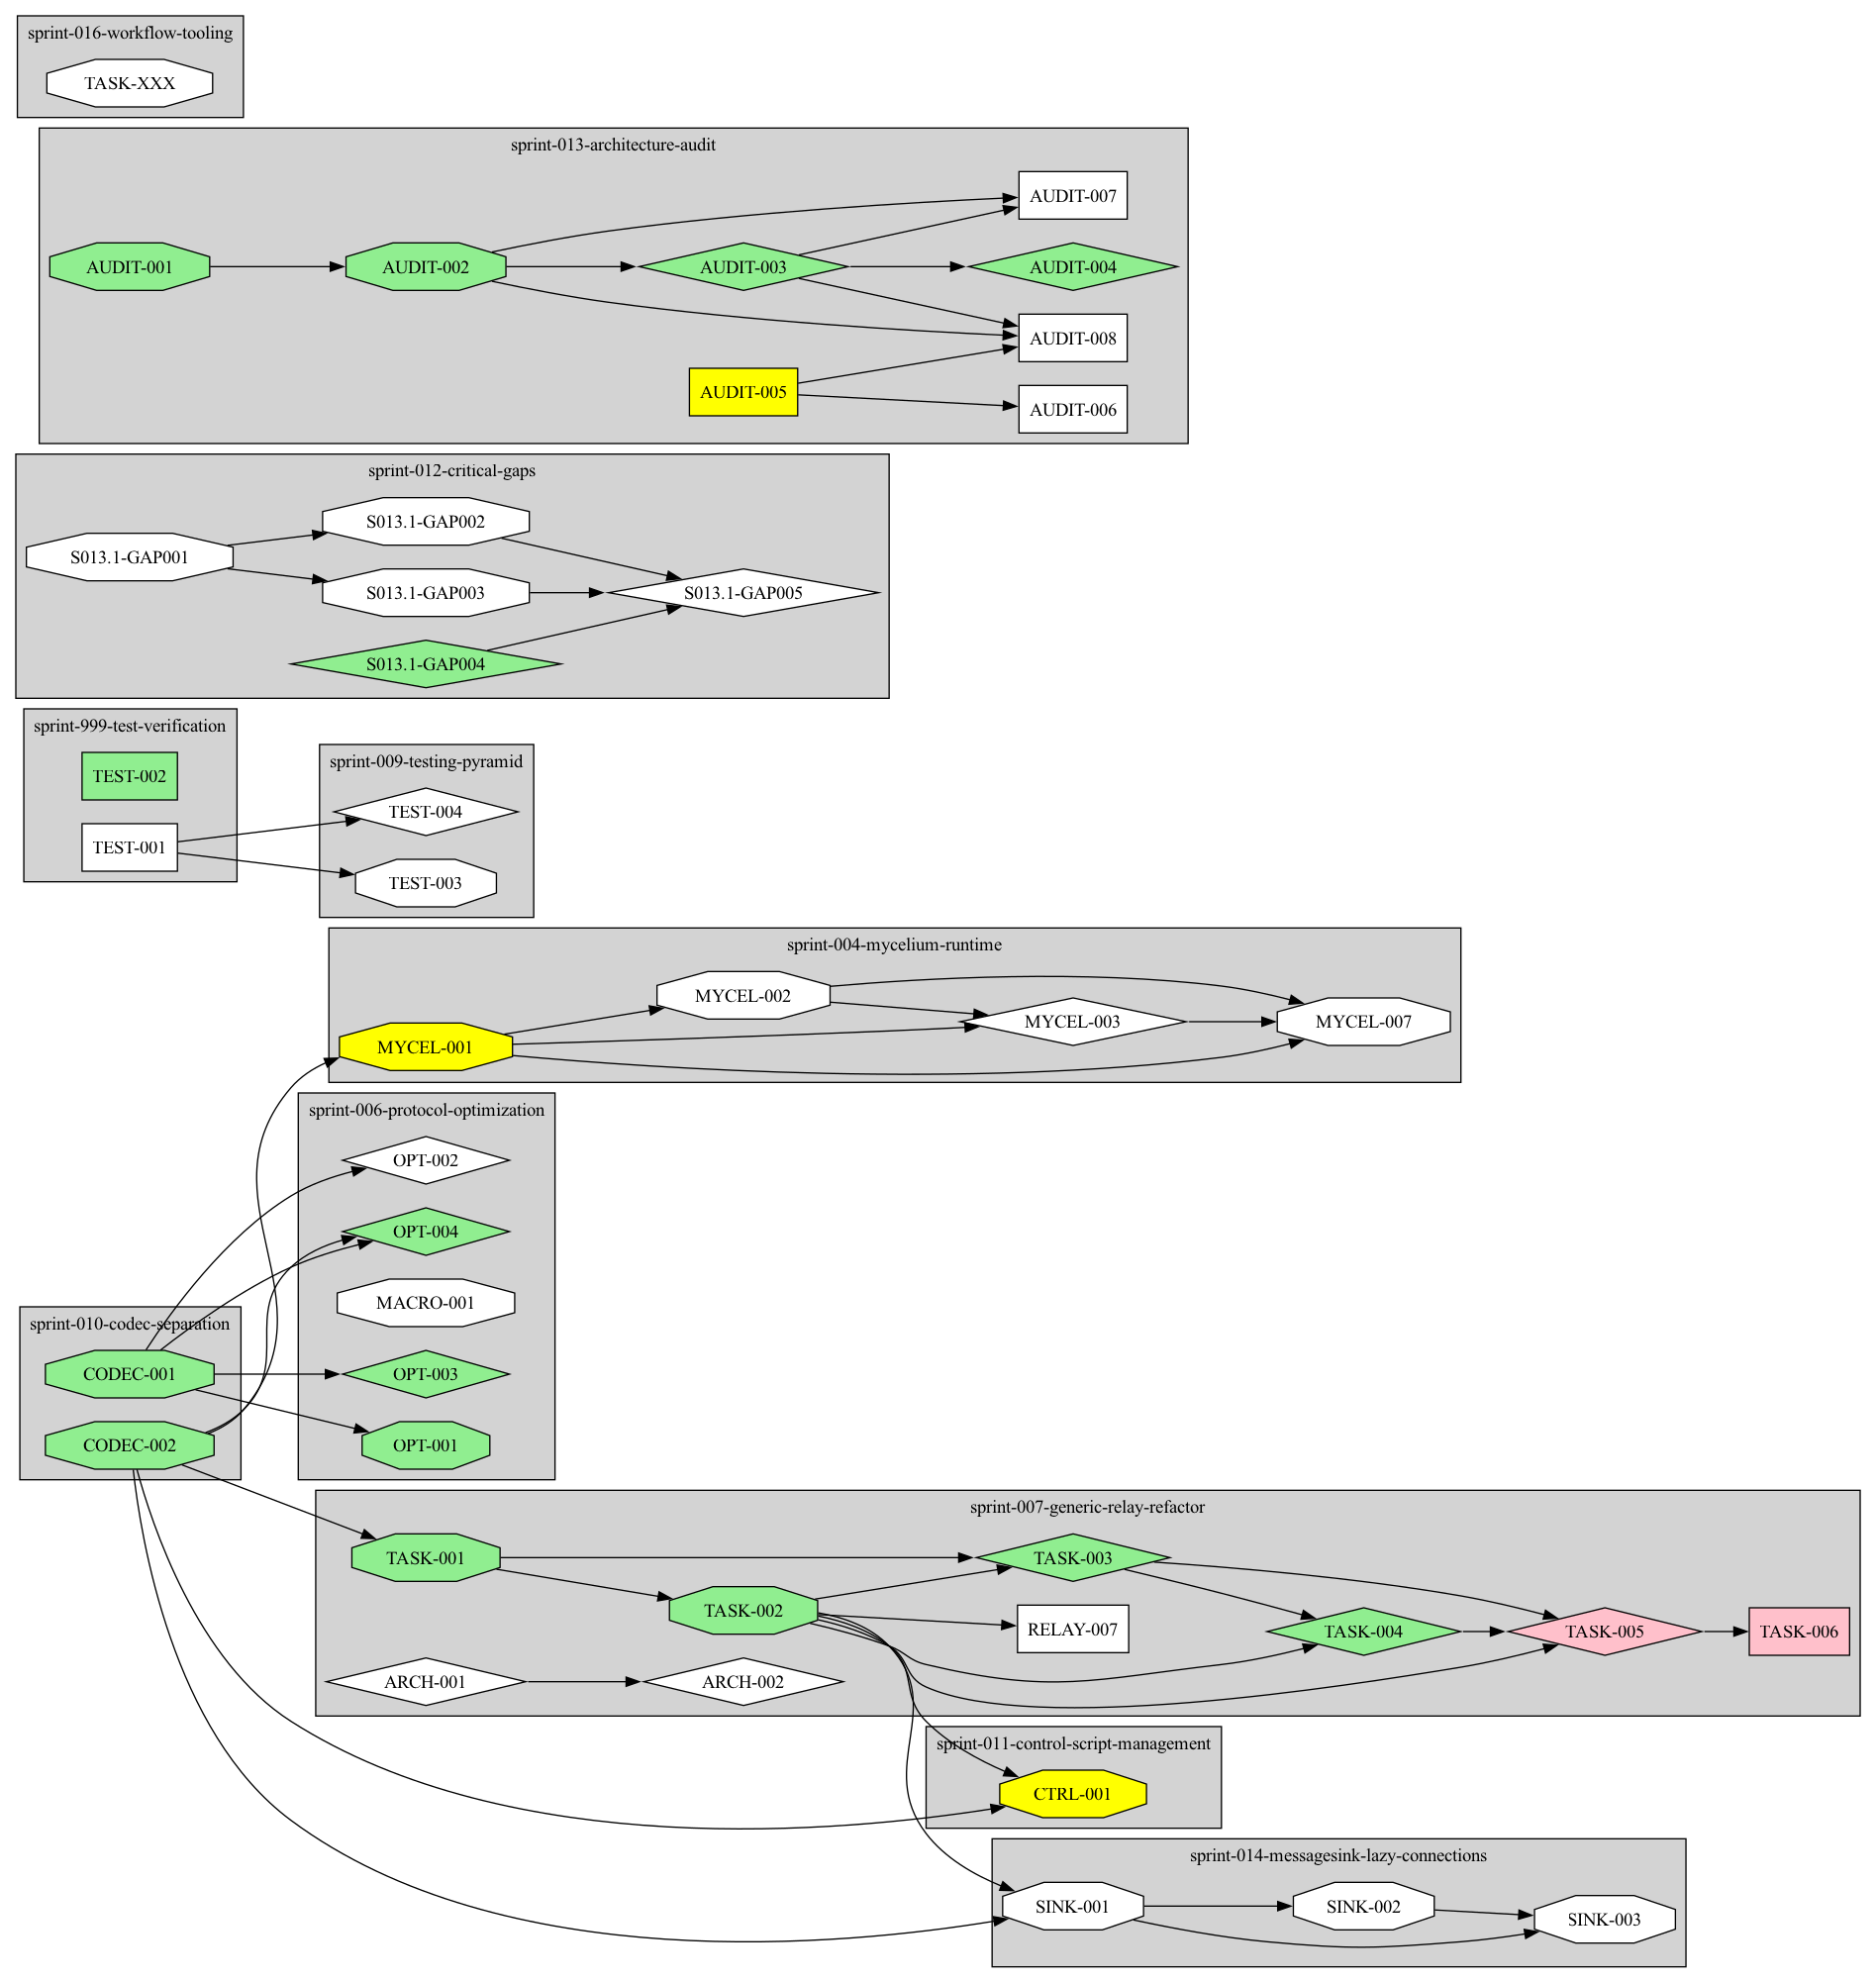 sprint-016-workflow-tooling
TASK-XXX
sprint-013-architecture-audit
AUDIT-007
AUDIT-001
AUDIT-002
AUDIT-003
AUDIT-004
AUDIT-008
AUDIT-005
AUDIT-006
sprint-012-critical-gaps
S013.1-GAP002
S013.1-GAP001
S013.1-GAP003
S013.1-GAP005
S013.1-GAP004
sprint-999-test-verification
TEST-002
TEST-001
sprint-009-testing-pyramid
TEST-004
TEST-003
sprint-004-mycelium-runtime
MYCEL-002
MYCEL-003
MYCEL-007
MYCEL-001
sprint-006-protocol-optimization
OPT-002
OPT-004
MACRO-001
OPT-003
OPT-001
sprint-010-codec-separation
CODEC-001
CODEC-002
sprint-007-generic-relay-refactor
TASK-001
TASK-003
TASK-002
RELAY-007
TASK-004
TASK-005
TASK-006
ARCH-001
ARCH-002
sprint-011-control-script-management
CTRL-001
sprint-014-messagesink-lazy-connections
SINK-001
SINK-002
SINK-003